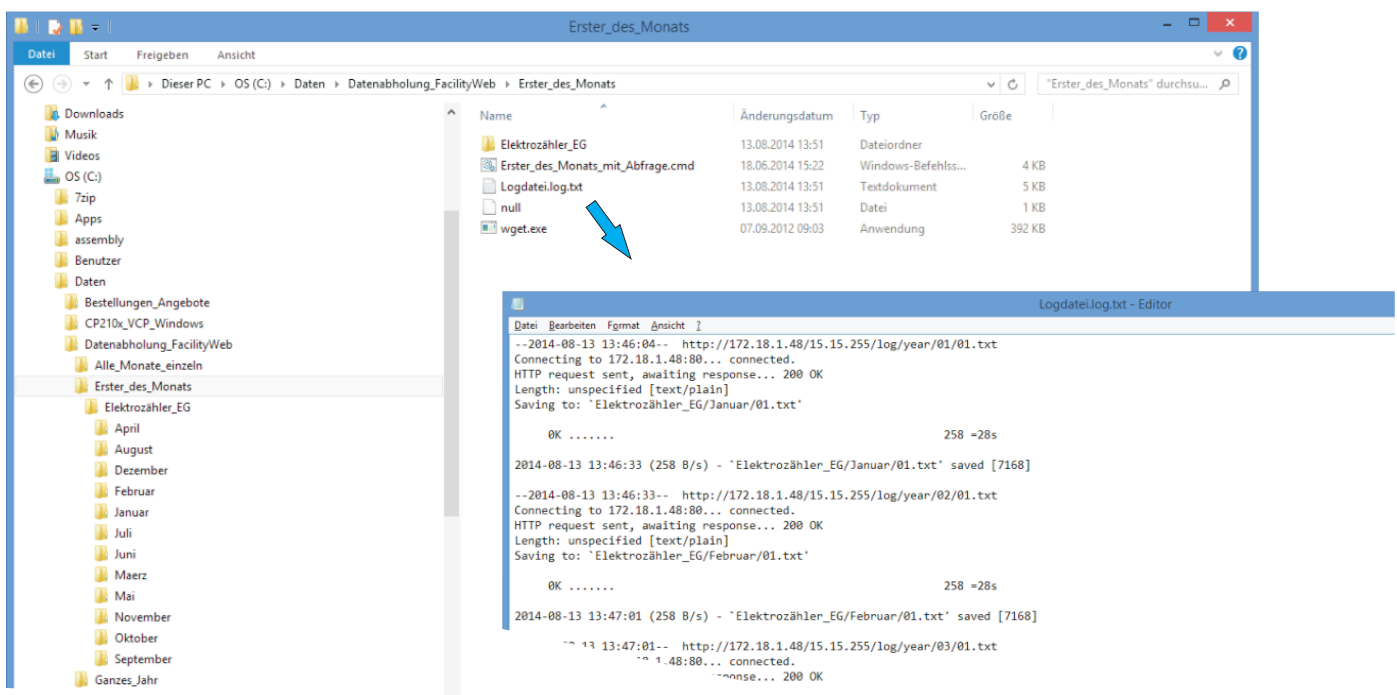 Erster_des_Monats
Datei Start Freigeben Ansicht
Dieser PC OS (C:) Daten Datenabholung_FacilityWeb Erster_des_Monats "Erster_des_Monats" durchsu...
Downloads
Musik
Videos
OS (C:)
7zip
Apps
assembly
Benutzer
Daten
Bestellungen_Angebote
CP210x_VCP_Windows
Datenabholung_FacilityWeb
Alle_Monate_einzeln
Erster_des_Monats
Elektrozähler_EG
April
August
Dezember
Februar
Januar
Juli
Juni
Maerz
Mai
November
Oktober
September
Ganzes_Jahr
Name Änderungsdatum Typ Größe
Elektrozähler_EG 13.08.2014 13:51 Dateiordner
Erster_des_Monats_mit_Abfrage.cmd 18.06.2014 15:22 Windows-Befehlss... 4 KB
Logdatei.log.txt 13.08.2014 13:51 Textdokument 5 KB
null 13.08.2014 13:51 Datei 1 KB
wget.exe 07.09.2012 09:03 Anwendung 392 KB
Logdatei.log.txt - Editor
Datei Bearbeiten Format Ansicht ?
--2014-08-13 13:46:04-- http://172.18.1.48/15.15.255/log/year/01/01.txt
Connecting to 172.18.1.48:80... connected.
HTTP request sent, awaiting response... 200 OK
Length: unspecified [text/plain]
Saving to: `Elektrozähler_EG/Januar/01.txt'
0K ....... 258 =28s
2014-08-13 13:46:33 (258 B/s) - `Elektrozähler_EG/Januar/01.txt' saved [7168]
--2014-08-13 13:46:33-- http://172.18.1.48/15.15.255/log/year/02/01.txt
Connecting to 172.18.1.48:80... connected.
HTTP request sent, awaiting response... 200 OK
Length: unspecified [text/plain]
Saving to: `Elektrozähler_EG/Februar/01.txt'
0K ....... 258 =28s
2014-08-13 13:47:01 (258 B/s) - `Elektrozähler_EG/Februar/01.txt' saved [7168]
13 13:47:01-- http://172.18.1.48/15.15.255/log/year/03/01.txt
1.48:80... connected.
200 OK